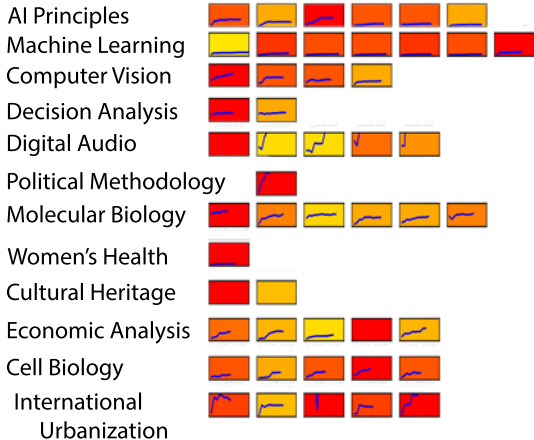 AI Principles
Machine Learning
Computer Vision
Decision Analysis
Digital Audio
Political Methodology
Molecular Biology
Women’s Health
Cultural Heritage
Economic Analysis
Cell Biology
International
Urbanization